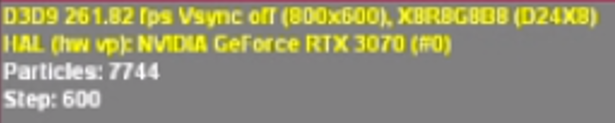 D3D9 261.82 fps Vsync off (800x600), X8R8G8B8 (D24X8)
HAL (hw vp): NVIDIA GeForce RTX 3070 (#0)
Particles: 7744
Step: 600